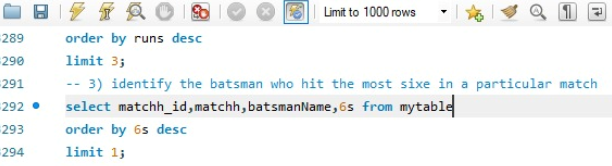 Limit to 1000 rows
289 order by runs desc
290 limit 3;
291 -- 3) identify the batsman who hit the most sixe in a particular match
292 select matchh_id,matchh,batsmanName,6s from mytable
293 order by 6s desc
294 limit 1;